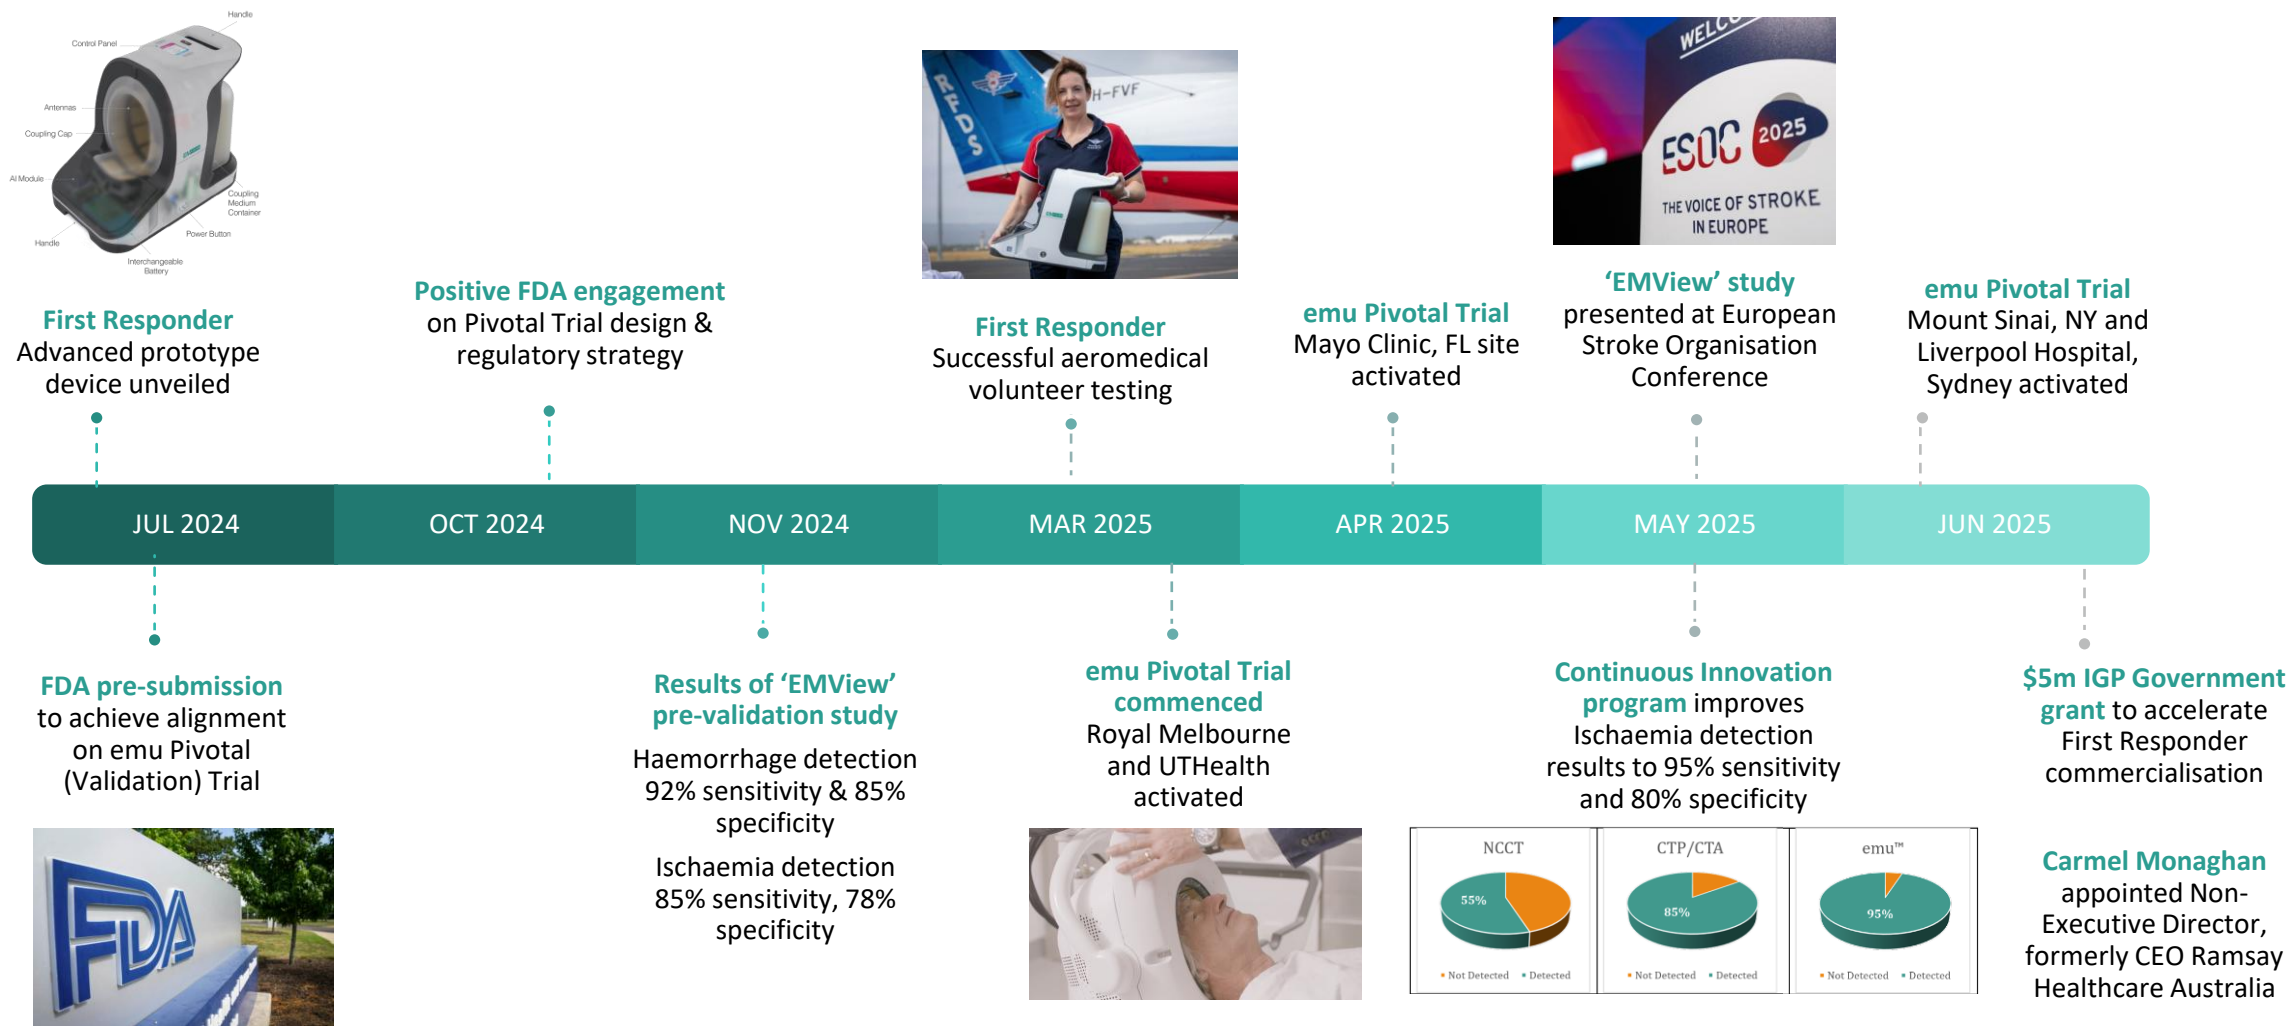 Handle
Control Panel
Antennas
Coupling Cap
AI Module
Coupling
Medium
Container
Power Button
Handle
Interchangeable
Battery
First Responder
Advanced prototype
device unveiled
Positive FDA engagement
on Pivotal Trial design &
regulatory strategy
RFDS
H-FVF
First Responder
Successful aeromedical
volunteer testing
emu Pivotal Trial
Mayo Clinic, FL site
activated
ESOC 2025
THE VOICE OF STROKE
IN EUROPE
‘EMView’ study
presented at European
Stroke Organisation
Conference
emu Pivotal Trial
Mount Sinai, NY and
Liverpool Hospital,
Sydney activated
JUL 2024
OCT 2024
NOV 2024
MAR 2025
APR 2025
MAY 2025
JUN 2025
FDA pre-submission
to achieve alignment
on emu Pivotal
(Validation) Trial
FDA
Results of ‘EMView’
pre-validation study
Haemorrhage detection
92% sensitivity & 85%
specificity
Ischaemia detection
85% sensitivity, 78%
specificity
emu Pivotal Trial
commenced
Royal Melbourne
and UTHealth
activated
Continuous Innovation
program improves
Ischaemia detection
results to 95% sensitivity
and 80% specificity
NCCT
55%
Not Detected Detected
CTP/CTA
85%
Not Detected Detected
emu™
95%
Not Detected Detected
$5m IGP Government
grant to accelerate
First Responder
commercialisation
Carmel Monaghan
appointed Non-
Executive Director,
formerly CEO Ramsay
Healthcare Australia